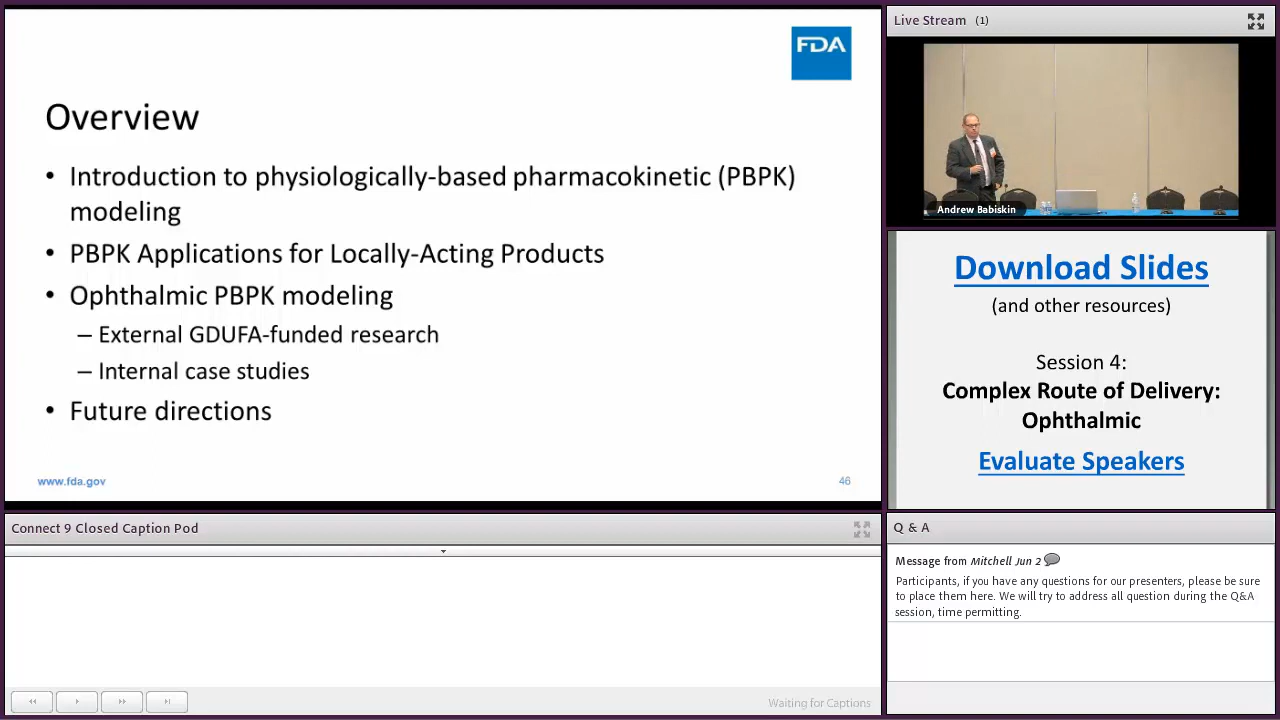 FDA
Overview
• Introduction to physiologically-based pharmacokinetic (PBPK)
modeling
• PBPK Applications for Locally-Acting Products
• Ophthalmic PBPK modeling
– External GDUFA-funded research
– Internal case studies
• Future directions
www.fda.gov
46
Live Stream (1)
Andrew Babiskin
Download Slides
(and other resources)
Session 4:
Complex Route of Delivery:
Ophthalmic
Evaluate Speakers
Connect 9 Closed Caption Pod
Waiting for Captions
Q & A
Message from Mitchell Jun 2
Participants, if you have any questions for our presenters, please be sure
to place them here. We will try to address all question during the Q&A
session, time permitting.